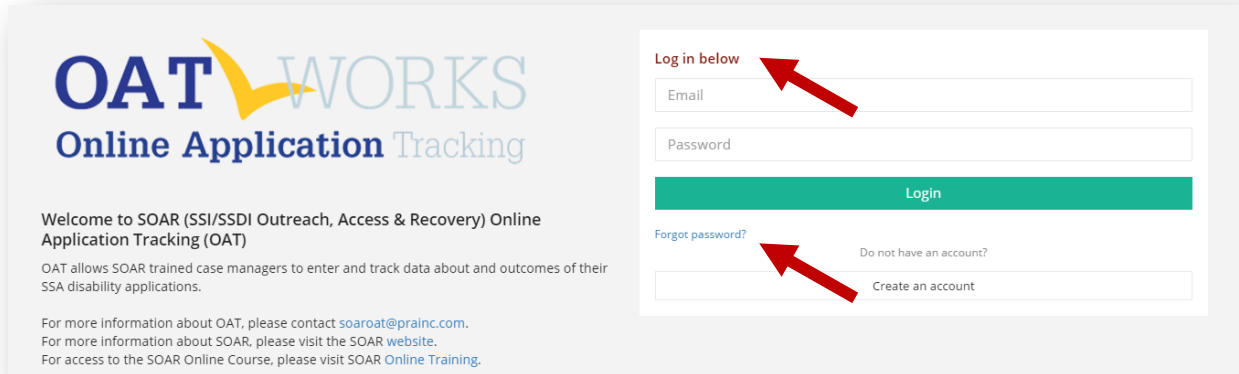 OAT WORKS
Online Application Tracking
Welcome to SOAR (SSI/SSDI Outreach, Access & Recovery) Online
Application Tracking (OAT)
OAT allows SOAR trained case managers to enter and track data about and outcomes of their
SSA disability applications.
For more information about OAT, please contact soaroat@prainc.com.
For more information about SOAR, please visit the SOAR website.
For access to the SOAR Online Course, please visit SOAR Online Training.
Log in below
Email
Password
Login
Forgot password?
Do not have an account?
Create an account